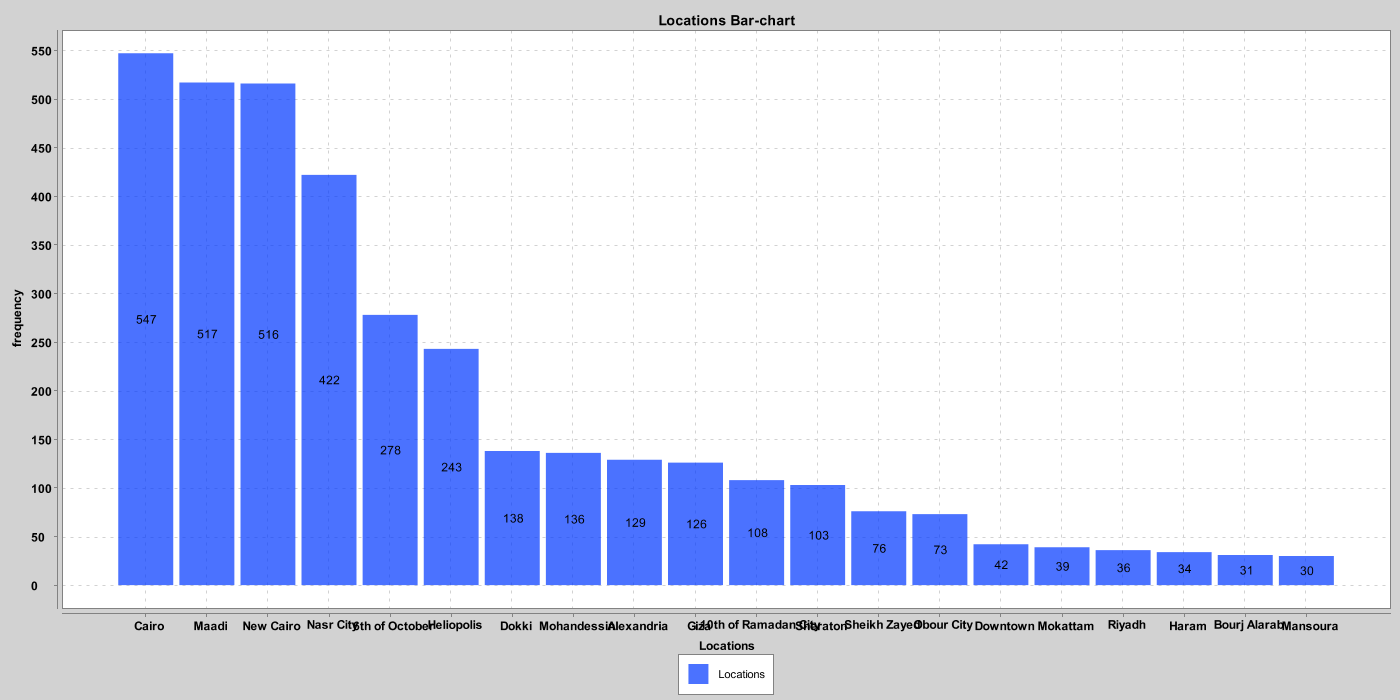 Locations Bar-chart
frequency
550
500
450
400
350
300
250
200
150
100
50
0
547
517
516
422
278
243
138
136
129
126
108
103
76
73
42
39
36
34
31
30
Cairo
Maadi
New Cairo
Nasr City
6th of October
Heliopolis
Dokki
Mohandessin
Alexandria
Giza
10th of Ramadan City
Sheraton
Sheikh Zayed
Obour City
Downtown
Mokattam
Riyadh
Haram
Bourj Alarab
Mansoura
Locations
Locations